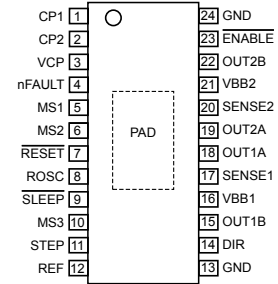 CP1 1 24 GND
CP2 2 23 ENABLE
VCP 3 22 OUT2B
nFAULT 4 21 VBB2
MS1 5 20 SENSE2
MS2 6 PAD 19 OUT2A
RESET 7 18 OUT1A
ROSC 8 17 SENSE1
SLEEP 9 16 VBB1
MS3 10 15 OUT1B
STEP 11 14 DIR
REF 12 13 GND